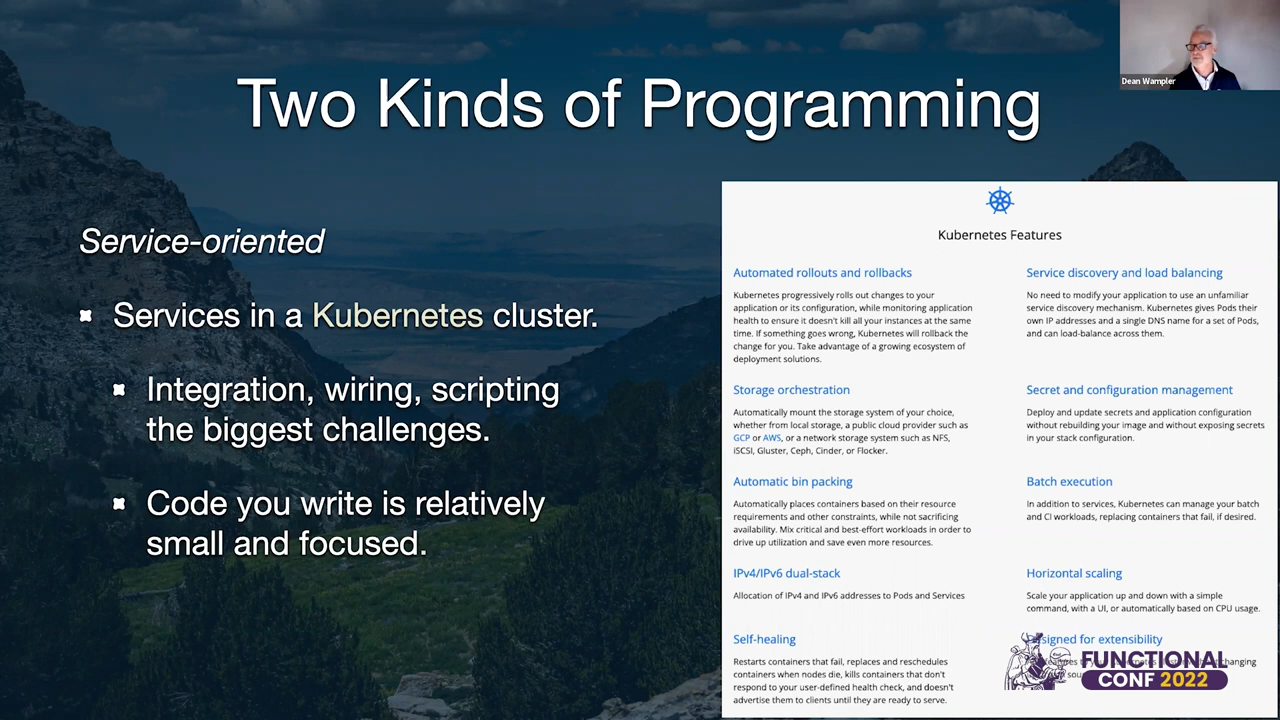 Dean Wampler
Two Kinds of Programming
Service-oriented
Services in a Kubernetes cluster.
Integration, wiring, scripting
the biggest challenges.
Code you write is relatively
small and focused.
Kubernetes Features
Automated rollouts and rollbacks
Kubernetes progressively rolls out changes to your
application or its configuration, while monitoring application
health to ensure it doesn't kill all your instances at the same
time. If something goes wrong, Kubernetes will rollback the
change for you. Take advantage of a growing ecosystem of
deployment solutions.
Storage orchestration
Automatically mount the storage system of your choice,
whether from local storage, a public cloud provider such as
GCP or AWS, or a network storage system such as NFS,
iSCSI, Gluster, Ceph, Cinder, or Flocker.
Automatic bin packing
Automatically places containers based on their resource
requirements and other constraints, while not sacrificing
availability. Mix critical and best-effort workloads in order to
drive up utilization and save even more resources.
IPv4/IPv6 dual-stack
Allocation of IPv4 and IPv6 addresses to Pods and Services
Self-healing
Restarts containers that fail, replaces and reschedules
containers when nodes die, kills containers that don't
respond to your user-defined health check, and doesn't
advertise them to clients until they are ready to serve.
Service discovery and load balancing
No need to modify your application to use an unfamiliar
service discovery mechanism. Kubernetes gives Pods their
own IP addresses and a single DNS name for a set of Pods,
and can load-balance across them.
Secret and configuration management
Deploy and update secrets and application configuration
without rebuilding your image and without exposing secrets
in your stack configuration.
Batch execution
In addition to services, Kubernetes can manage your batch
and CI workloads, replacing containers that fail, if desired.
Horizontal scaling
Scale your application up and down with a simple
command, with a UI, or automatically based on CPU usage.
for extensibility
FUNCTIONAL
CONF 2022